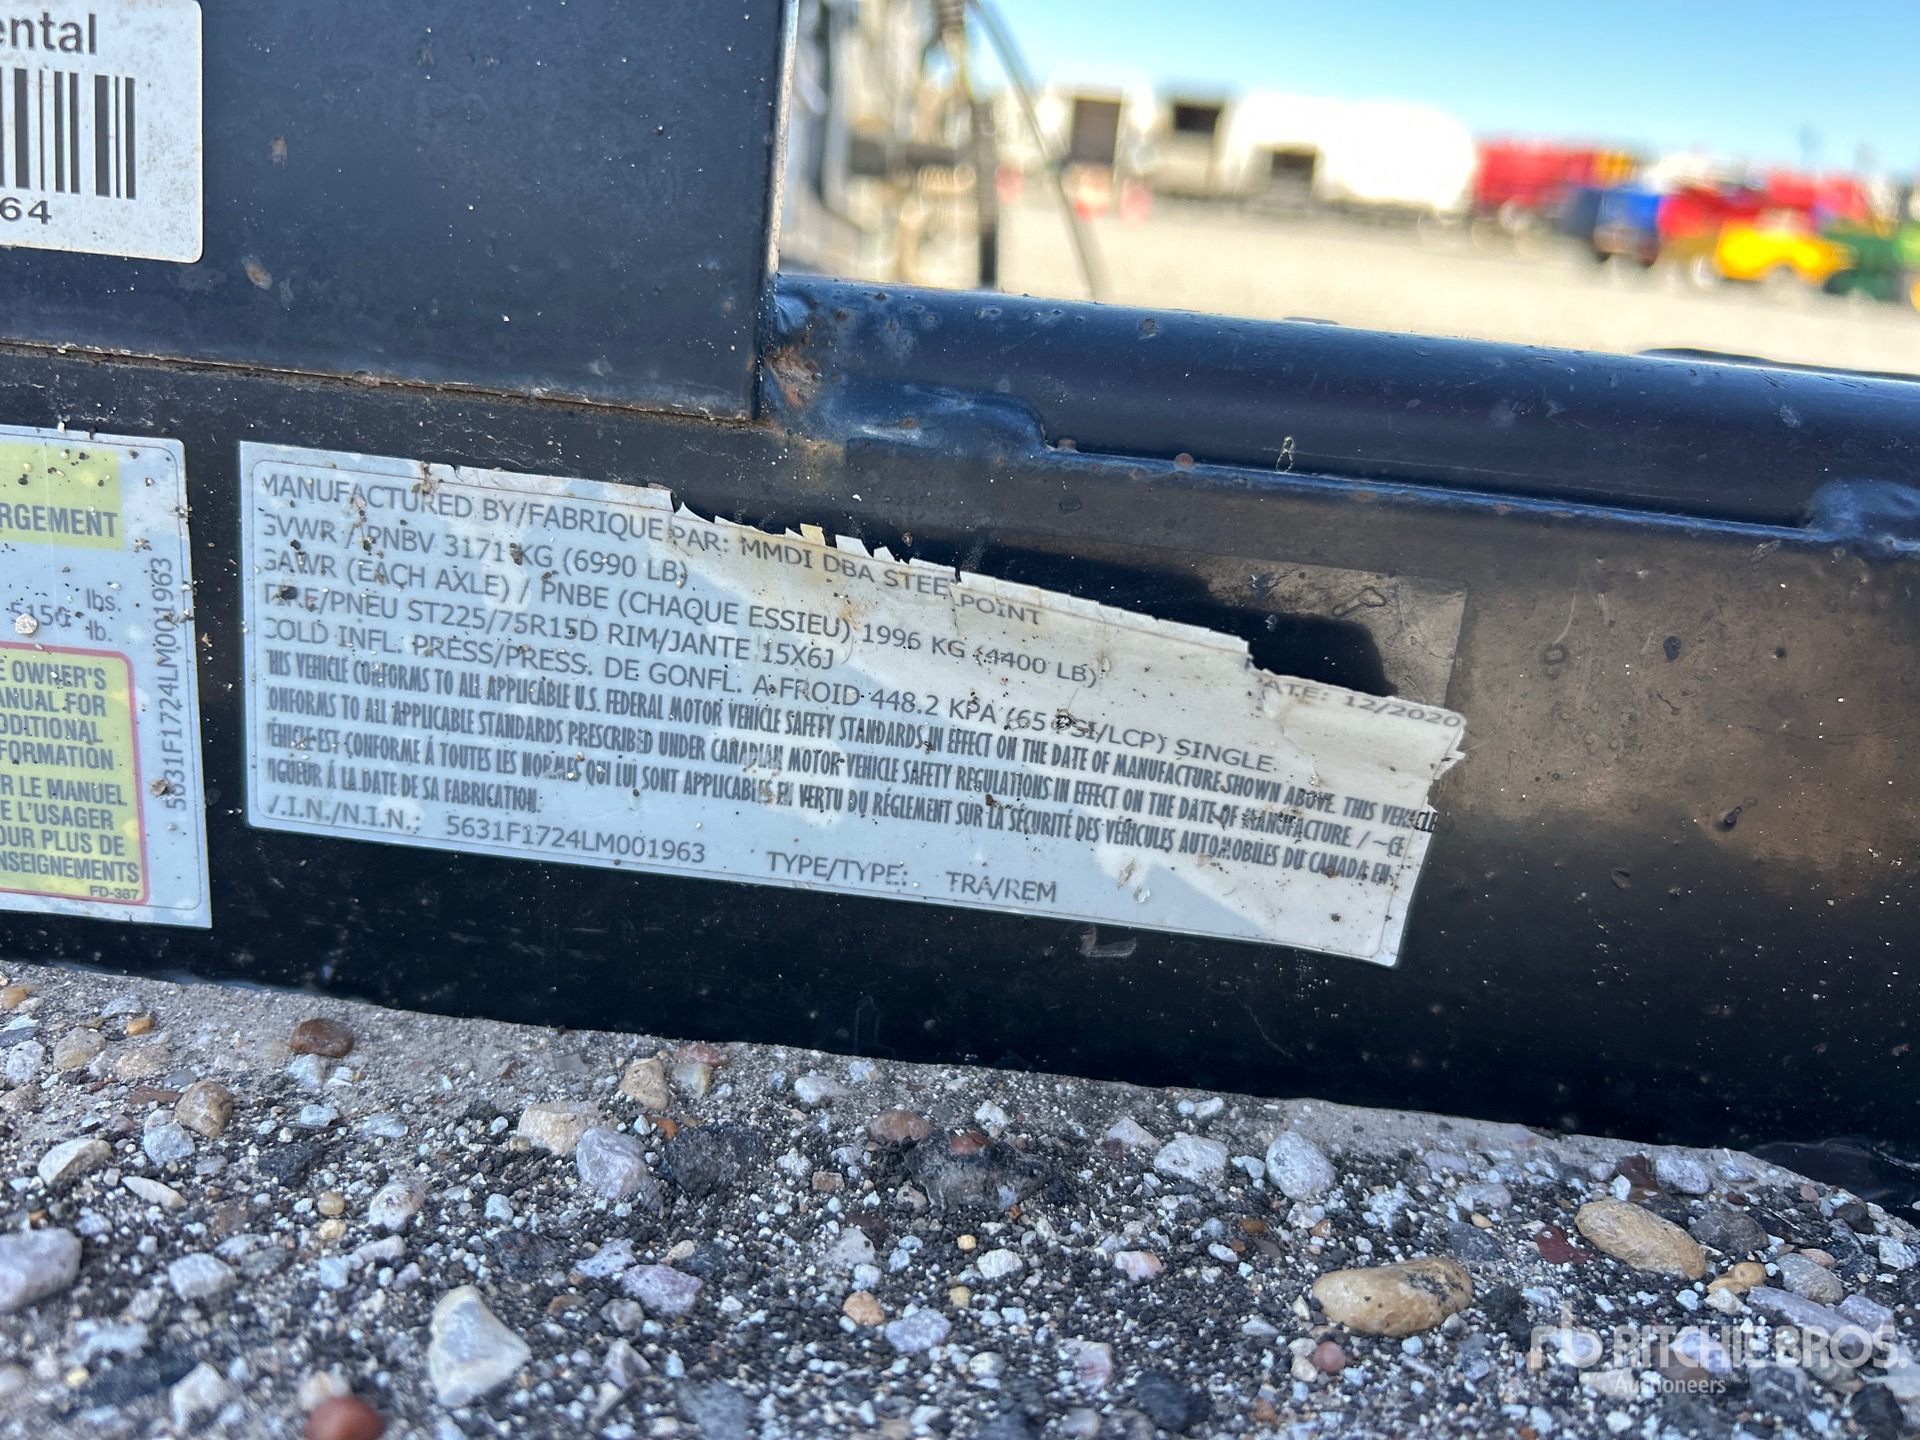 ental
64
RGEMENT
lbs.
5150 lb.
E OWNER'S
ANUAL FOR
DDITIONAL
FORMATION
R LE MANUEL
E L'USAGER
OUR PLUS DE
NSEIGNEMENTS
FD-387
5631F1724LM001963
MANUFACTURED BY/FABRIQUE PAR: MMDI DBA STEELPOINT
GVWR / PNBV 3171 KG (6990 LB)
DATE: 12/2020
GAWR (EACH AXLE) / PNBE (CHAQUE ESSIEU) 1996 KG (4400 LB)
TIRE/PNEU ST225/75R15D RIM/JANTE 15X6J
COLD INFL. PRESS/PRESS. DE GONFL. A FROID 448.2 KPA (65 PSI/LCP) SINGLE
THIS VEHICLE CONFORMS TO ALL APPLICABLE U.S. FEDERAL MOTOR VEHICLE SAFETY STANDARDS IN EFFECT ON THE DATE OF MANUFACTURE SHOWN ABOVE. THIS VEHICLE
CONFORMS TO ALL APPLICABLE STANDARDS PRESCRIBED UNDER CANADIAN MOTOR VEHICLE SAFETY REGULATIONS IN EFFECT ON THE DATE OF MANUFACTURE. / ~CE
VÉHICULE EST CONFORME Á TOUTES LES NORMES QUI LUI SONT APPLICABLES EN VERTU DU RÉGLEMENT SUR LA SÉCURITÉ DES VÉHICULES AUTOMOBILES DU CANADA EN
VIGUEUR Á LA DATE DE SA FABRICATION:
V.I.N./N.I.N.: 5631F1724LM001963 TYPE/TYPE: TRA/REM
rb RITCHIE BROS.
Auctioneers